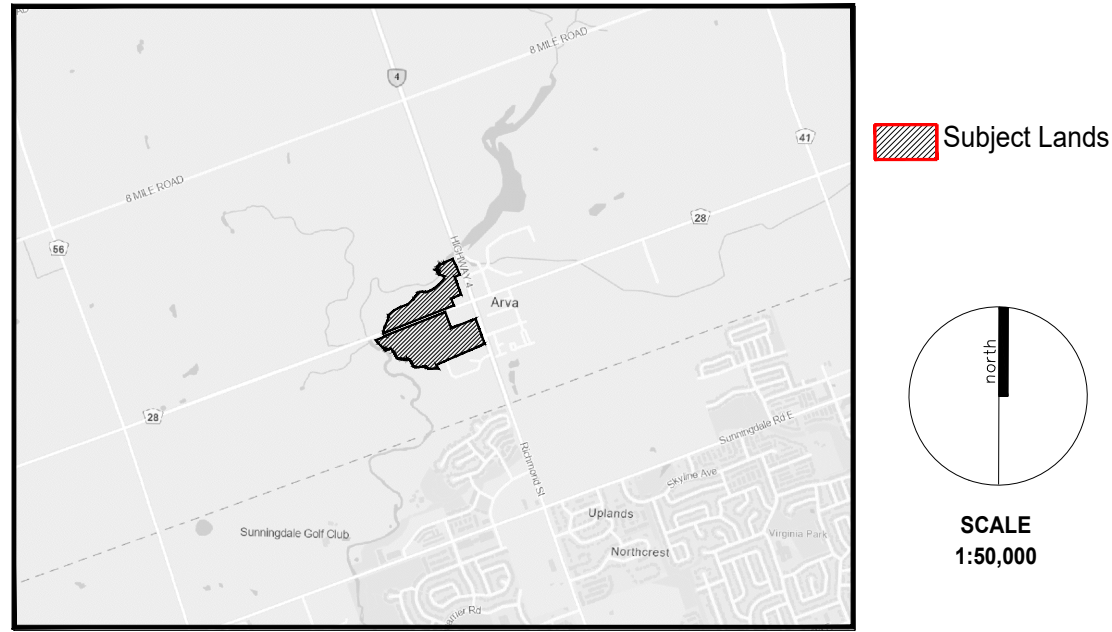 8 MILE ROAD
4
41
8 MILE ROAD
28
66
HIGHWAY 4
Arva
28
Sunningdale Rd E
Richmond St
Skyline Ave
Uplands
Sunningdale Golf Club
Virginia Park
Northcrest
Subject Lands
north
SCALE
1:50,000